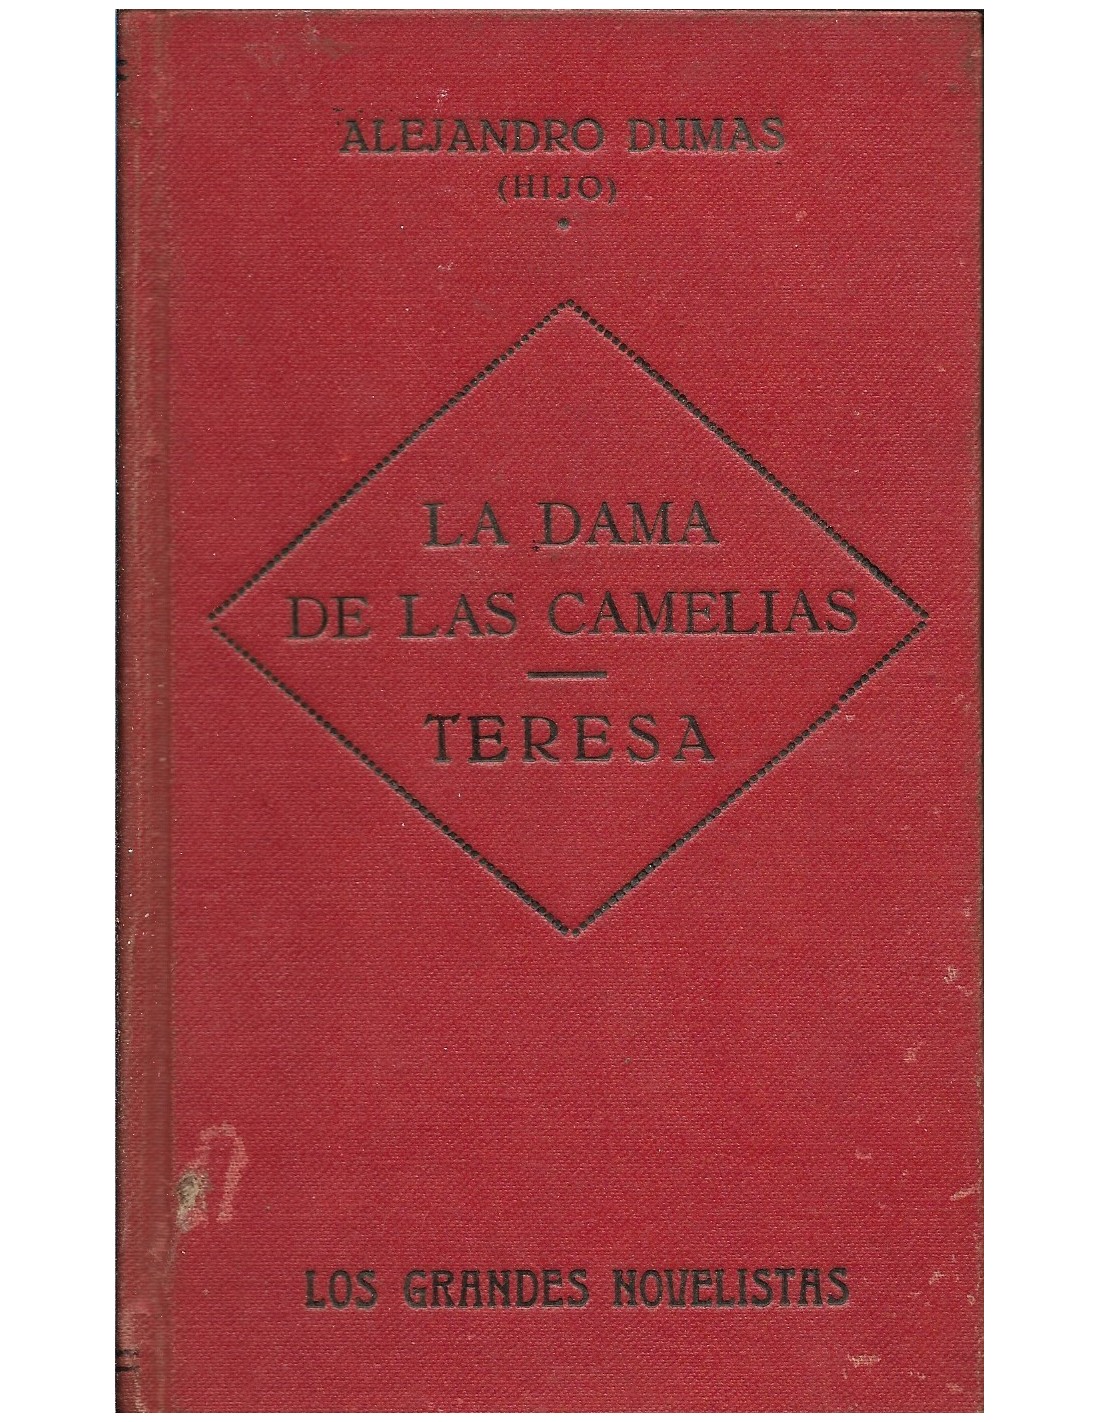 ALEJANDRO DUMAS
(HIJO)
LA DAMA
DE LAS CAMELIAS
TERESA
LOS GRANDES NOVELISTAS